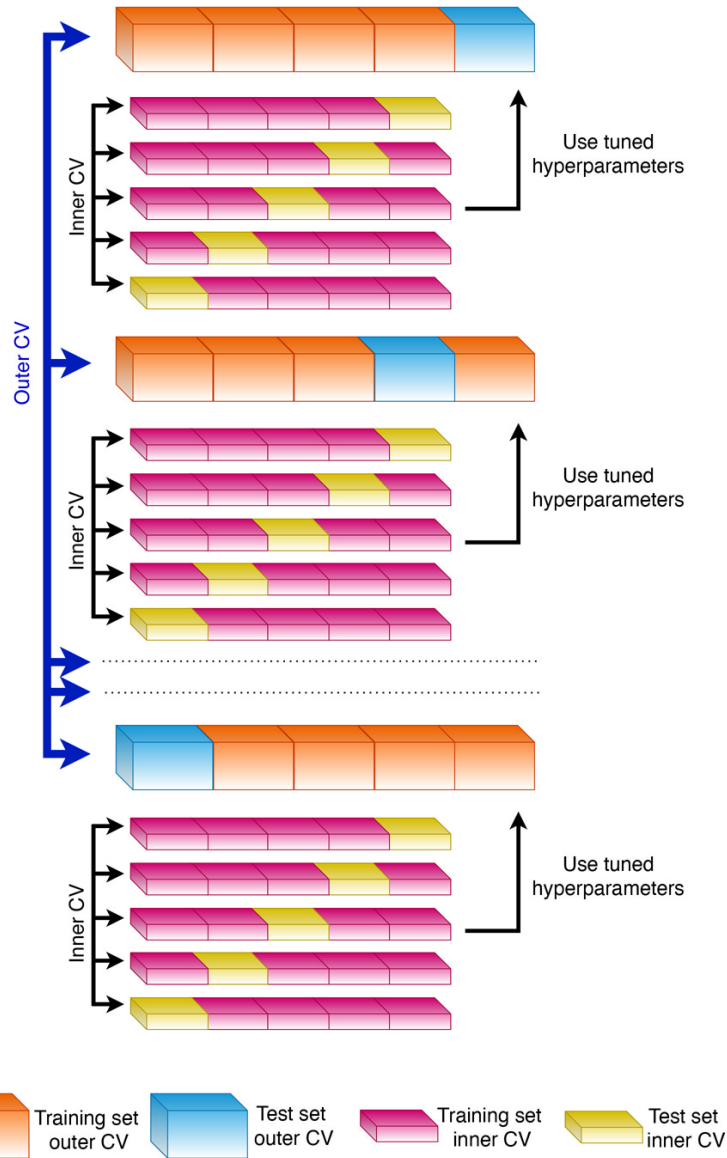 Outer CV
Inner CV
Use tuned
hyperparameters
Inner CV
Use tuned
hyperparameters
Inner CV
Use tuned
hyperparameters
Training set
outer CV
Test set
outer CV
Training set
inner CV
Test set
inner CV